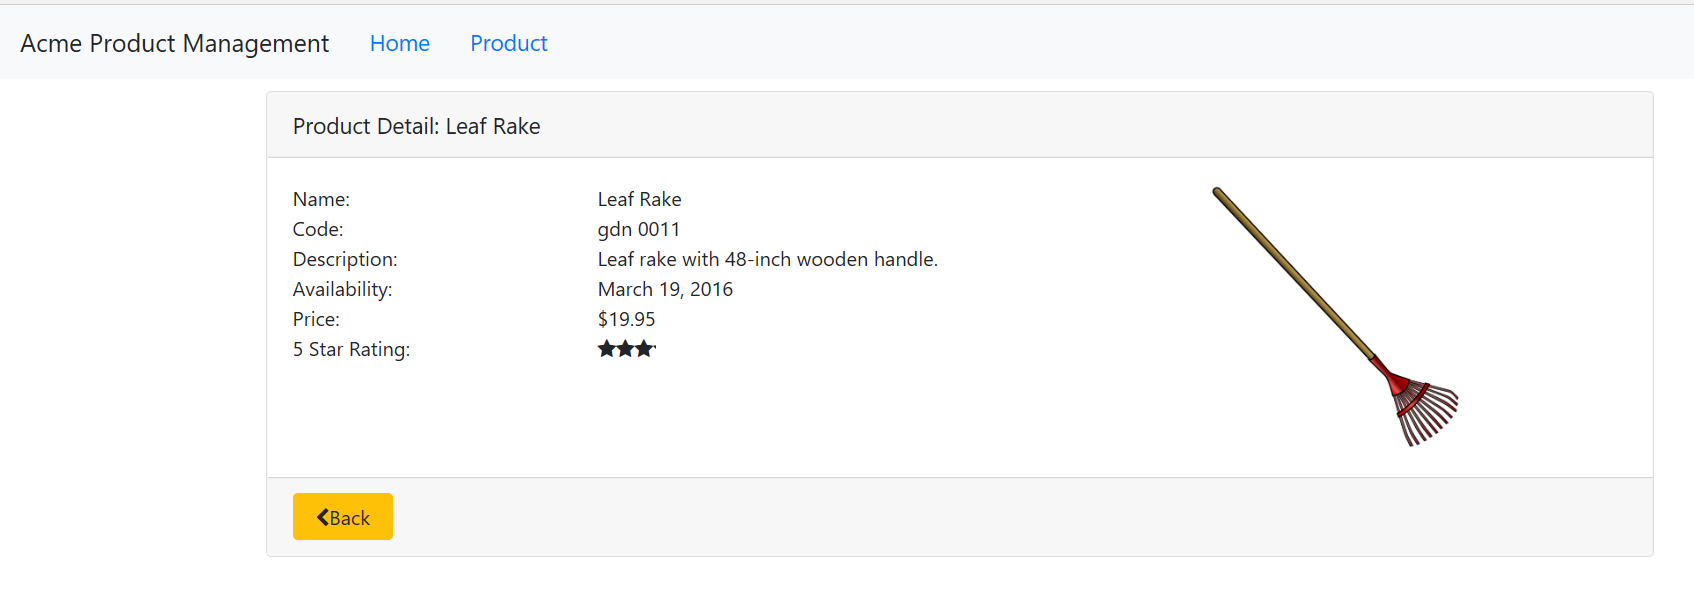 Acme Product Management Home Product
Product Detail: Leaf Rake
Name: Leaf Rake
Code: gdn 0011
Description: Leaf rake with 48-inch wooden handle.
Availability: March 19, 2016
Price: $19.95
5 Star Rating:
Back